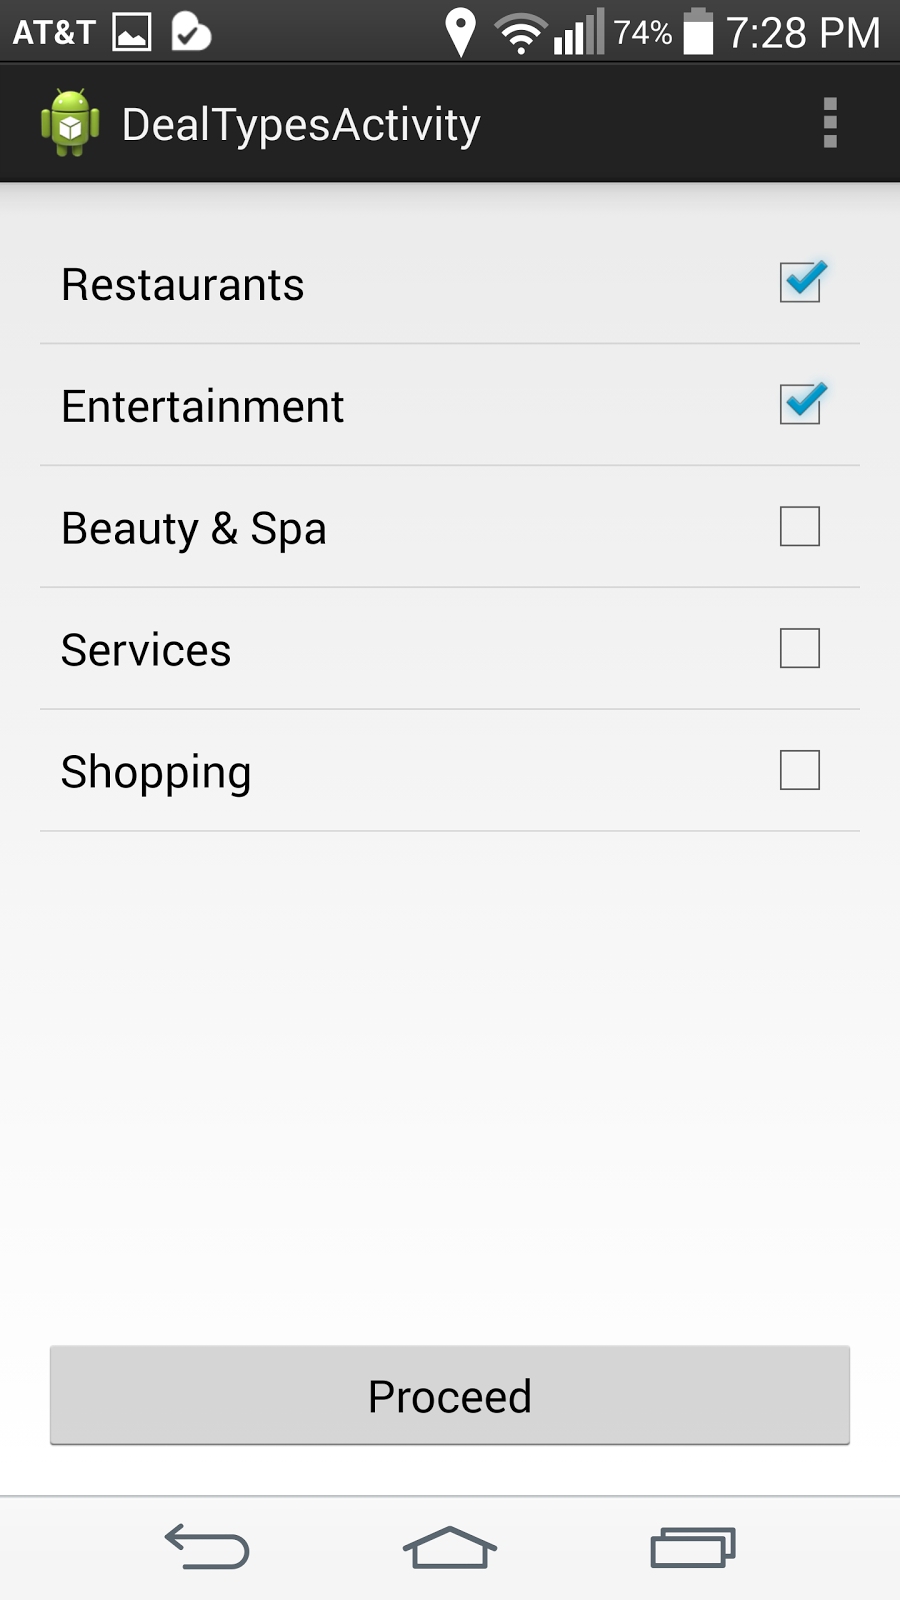 AT&T 74% 7:28 PM
DealTypesActivity
Restaurants
Entertainment
Beauty & Spa
Services
Shopping
Proceed